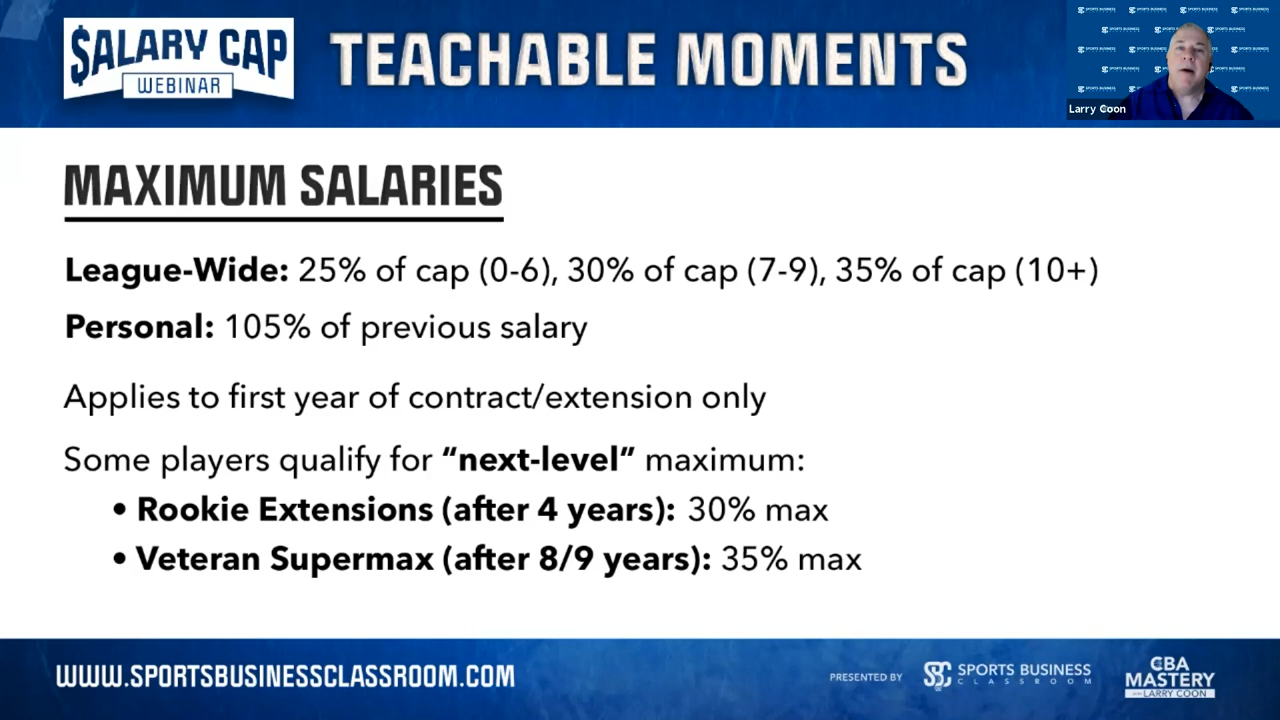 $ALARY CAP
WEBINAR
TEACHABLE MOMENTS
Larry Coon
MAXIMUM SALARIES
League-Wide: 25% of cap (0-6), 30% of cap (7-9), 35% of cap (10+)
Personal: 105% of previous salary
Applies to first year of contract/extension only
Some players qualify for “next-level” maximum:
• Rookie Extensions (after 4 years): 30% max
• Veteran Supermax (after 8/9 years): 35% max
WWW.SPORTSBUSINESSCLASSROOM.COM
PRESENTED BY
SBC SPORTS BUSINESS
CLASSROOM
CBA
MASTERY
LARRY COON